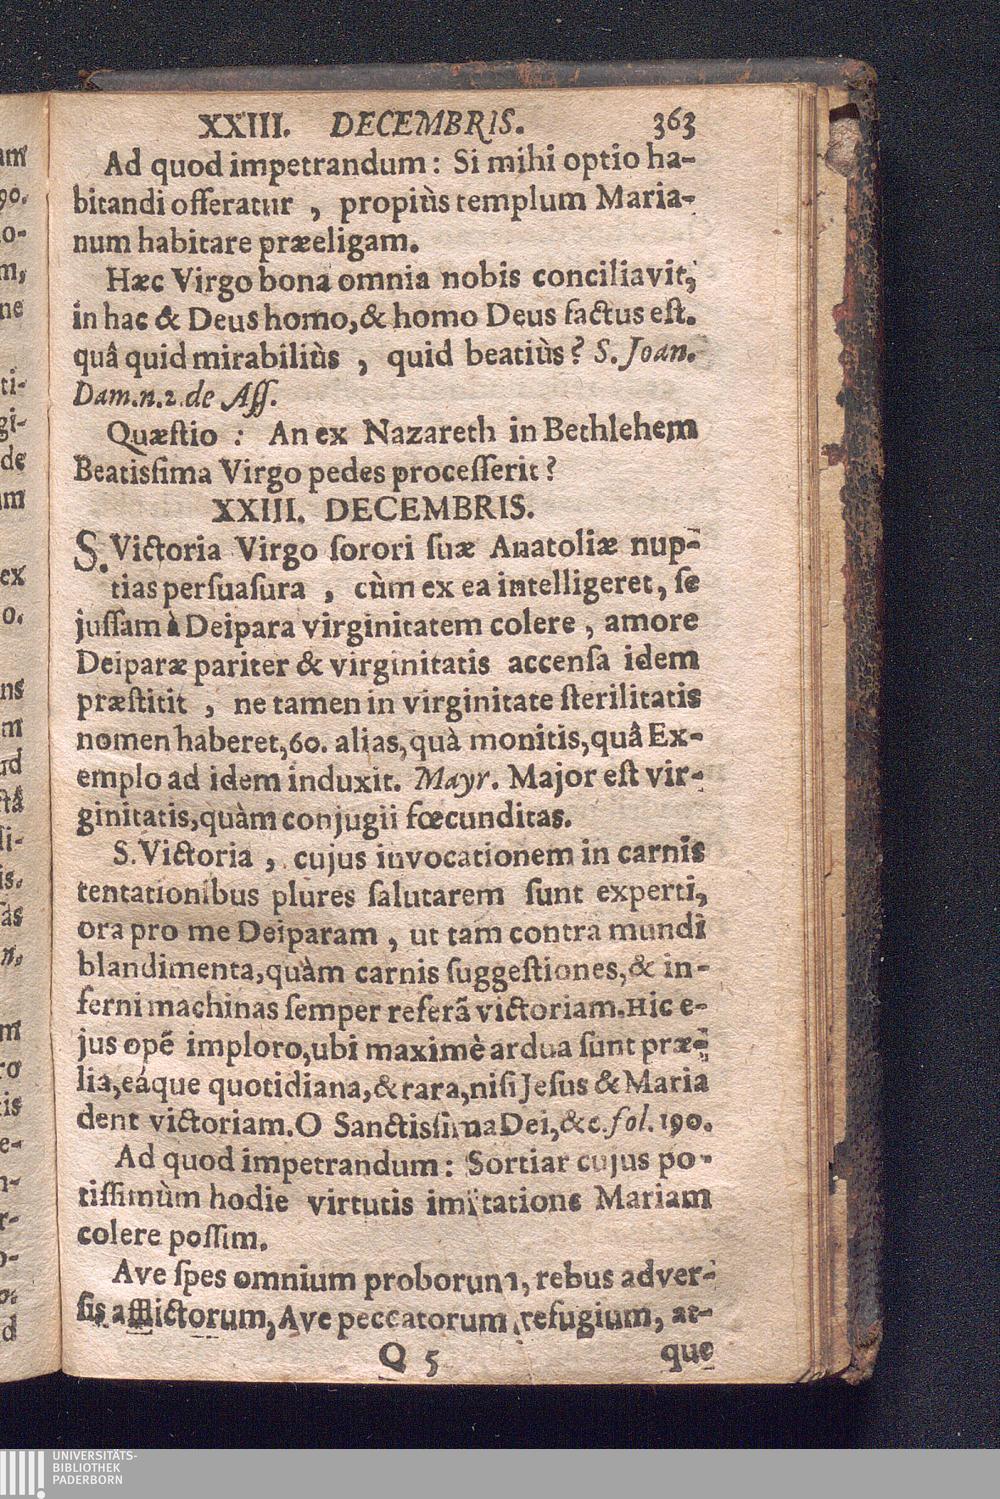 XXIII. DECEMBRIS. 363
Ad quod impetrandum: Si mihi optio ha-
bitandi offeratur, propiùs templum Maria-
num habitare præeligam.
Hæc Virgo bona omnia nobis conciliavit;
in hac & Deus homo, & homo Deus factus eſt.
quâ quid mirabiliùs, quid beatiùs? S. Joan.
Dam. n. 2. de Aſſ.
Quæſtio: An ex Nazareth in Bethlehem
Beatisſima Virgo pedes proceſſerit?
XXIII. DECEMBRIS.
S. Victoria Virgo ſorori ſuæ Anatoliæ nup-
tias perſuaſura, cùm ex ea intelligeret, ſe
juſſam à Deipara virginitatem colere, amore
Deiparæ pariter & virginitatis accenſa idem
præſtitit, ne tamen in virginitate ſterilitatis
nomen haberet, 60. alias, quà monitis, quâ Ex-
emplo ad idem induxit. Mayr. Major eſt vir-
ginitatis, quàm conjugii fœcunditas.
S. Victoria, cujus invocationem in carnis
tentationibus plures ſalutarem ſunt experti,
ora pro me Deiparam, ut tam contra mundi
blandimenta, quàm carnis ſuggeſtiones, & in-
ferni machinas ſemper referã victoriam. Hic e-
jus opẽ imploro, ubi maximè ardua ſunt præ-
lia, eáque quotidiana, & rara, niſi Jeſus & Maria
dent victoriam. O Sanctisſima Dei, &c. fol. 190.
Ad quod impetrandum: Sortiar cujus po-
tiſſimùm hodie virtutis imitatione Mariam
colere poſſim.
Ave ſpes omnium proborum, rebus adver-
ſis afflictorum, Ave peccatorum refugium, at-
Q 5 que
UNIVERSITÄTS-
BIBLIOTHEK
PADERBORN